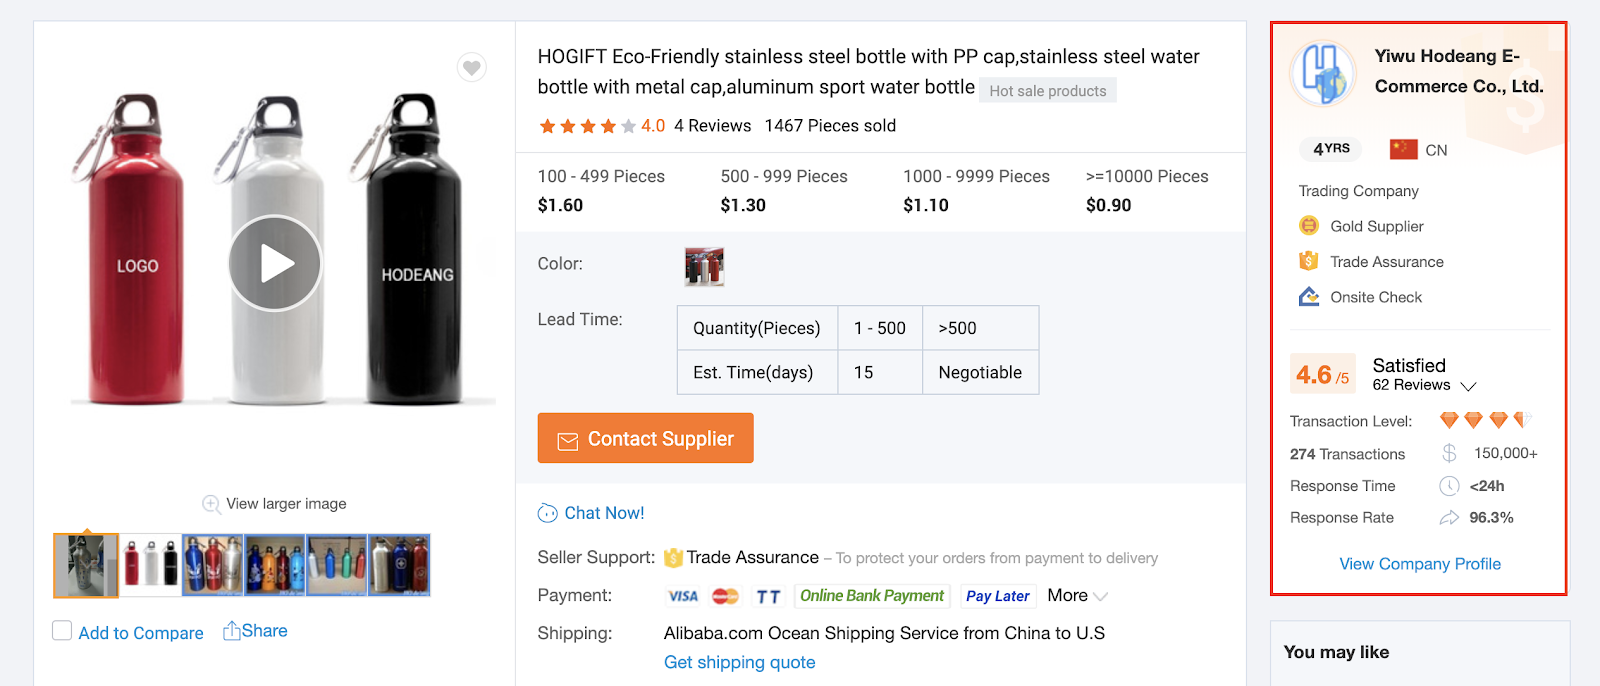 LOGO
HODEANG
View larger image
Add to Compare
Share
HOGIFT Eco-Friendly stainless steel bottle with PP cap,stainless steel water
bottle with metal cap,aluminum sport water bottle Hot sale products
4.0 4 Reviews 1467 Pieces sold
100 - 499 Pieces 500 - 999 Pieces 1000 - 9999 Pieces >=10000 Pieces
$1.60 $1.30 $1.10 $0.90
Color:
Lead Time:
Quantity(Pieces) 1 - 500 >500
Est. Time(days) 15 Negotiable
Contact Supplier
Chat Now!
Seller Support: $ Trade Assurance – To protect your orders from payment to delivery
Payment: VISA MasterCard TT Online Bank Payment Pay Later More
Shipping: Alibaba.com Ocean Shipping Service from China to U.S
Get shipping quote
Yiwu Hodeang E-
Commerce Co., Ltd.
4YRS CN
Trading Company
Gold Supplier
$ Trade Assurance
Onsite Check
4.6 /5 Satisfied
62 Reviews
Transaction Level:
274 Transactions $ 150,000+
Response Time <24h
Response Rate 96.3%
View Company Profile
You may like